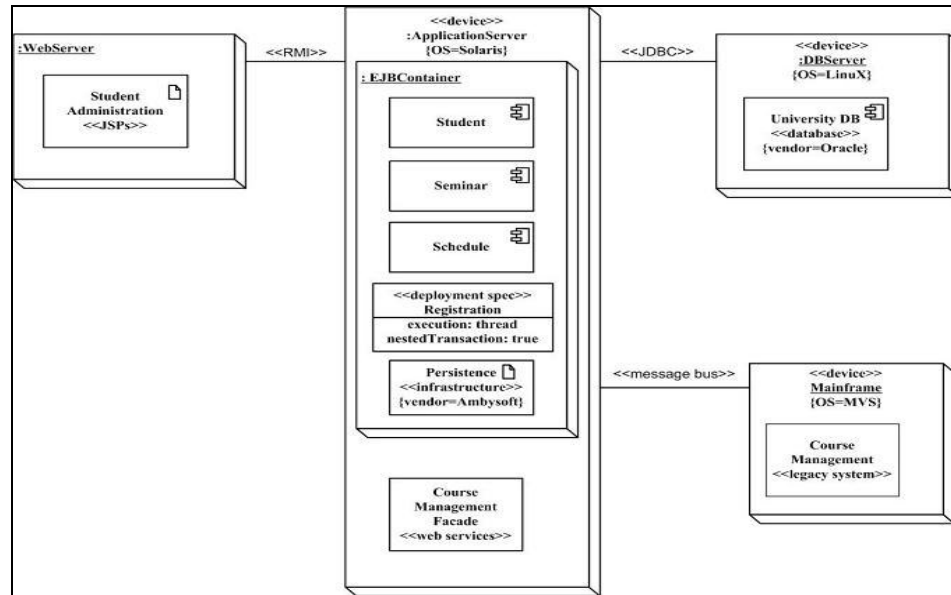 :WebServer
Student
Administration
<<JSPs>>
<<RMI>>
<<device>>
:ApplicationServer
{OS=Solaris}
: EJBContainer
Student
Seminar
Schedule
<<deployment spec>>
Registration
execution: thread
nestedTransaction: true
Persistence
<<infrastructure>>
{vendor=Ambysoft}
Course
Management
Facade
<<web services>>
<<JDBC>>
<<device>>
:DBServer
{OS=LinuX}
University DB
<<database>>
{vendor=Oracle}
<<message bus>>
<<device>>
Mainframe
{OS=MVS}
Course
Management
<<legacy system>>